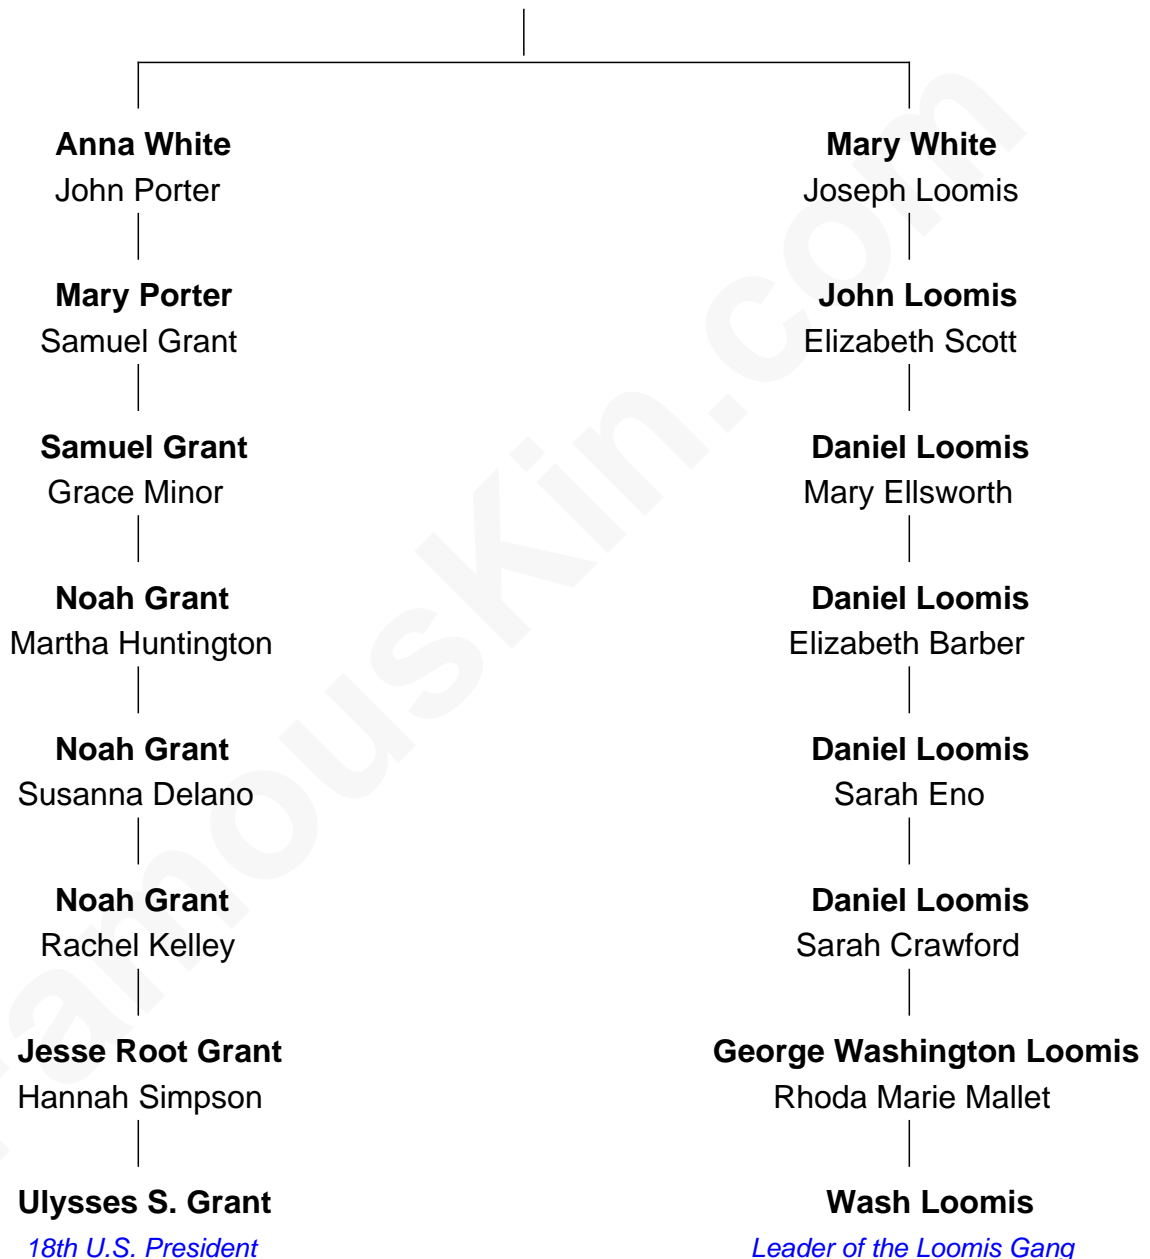 Anna White
John Porter
Mary Porter
Samuel Grant
Samuel Grant
Grace Minor
Noah Grant
Martha Huntington
Noah Grant
Susanna Delano
Noah Grant
Rachel Kelley
Jesse Root Grant
Hannah Simpson
Ulysses S. Grant
18th U.S. President
Mary White
Joseph Loomis
John Loomis
Elizabeth Scott
Daniel Loomis
Mary Ellsworth
Daniel Loomis
Elizabeth Barber
Daniel Loomis
Sarah Eno
Daniel Loomis
Sarah Crawford
George Washington Loomis
Rhoda Marie Mallet
Wash Loomis
Leader of the Loomis Gang
FamousKin.com